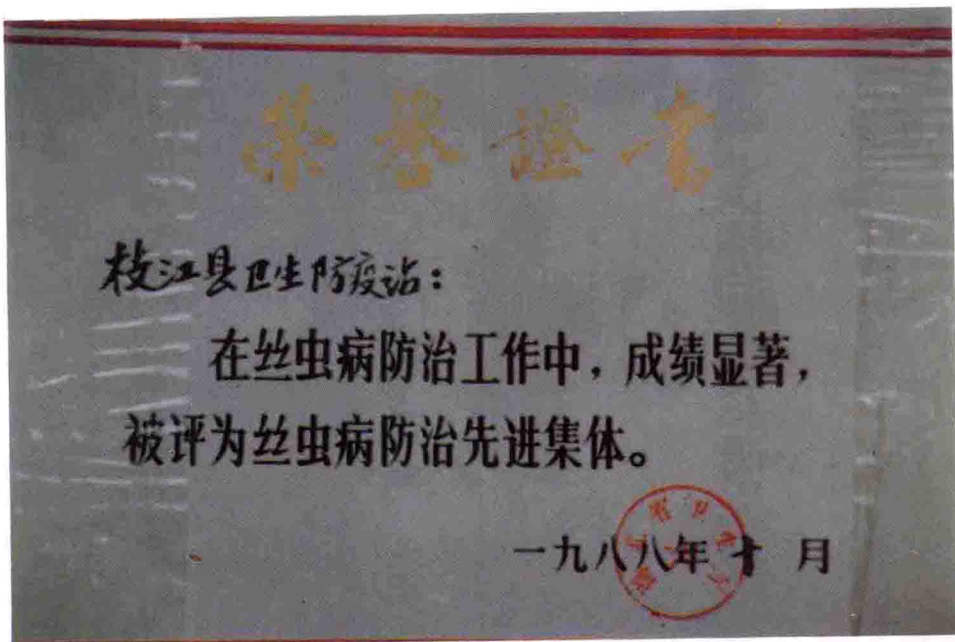 荣誉证书
枝江县卫生防疫站：
在丝虫病防治工作中，成绩显著，
被评为丝虫病防治先进集体。
一九八八年十月